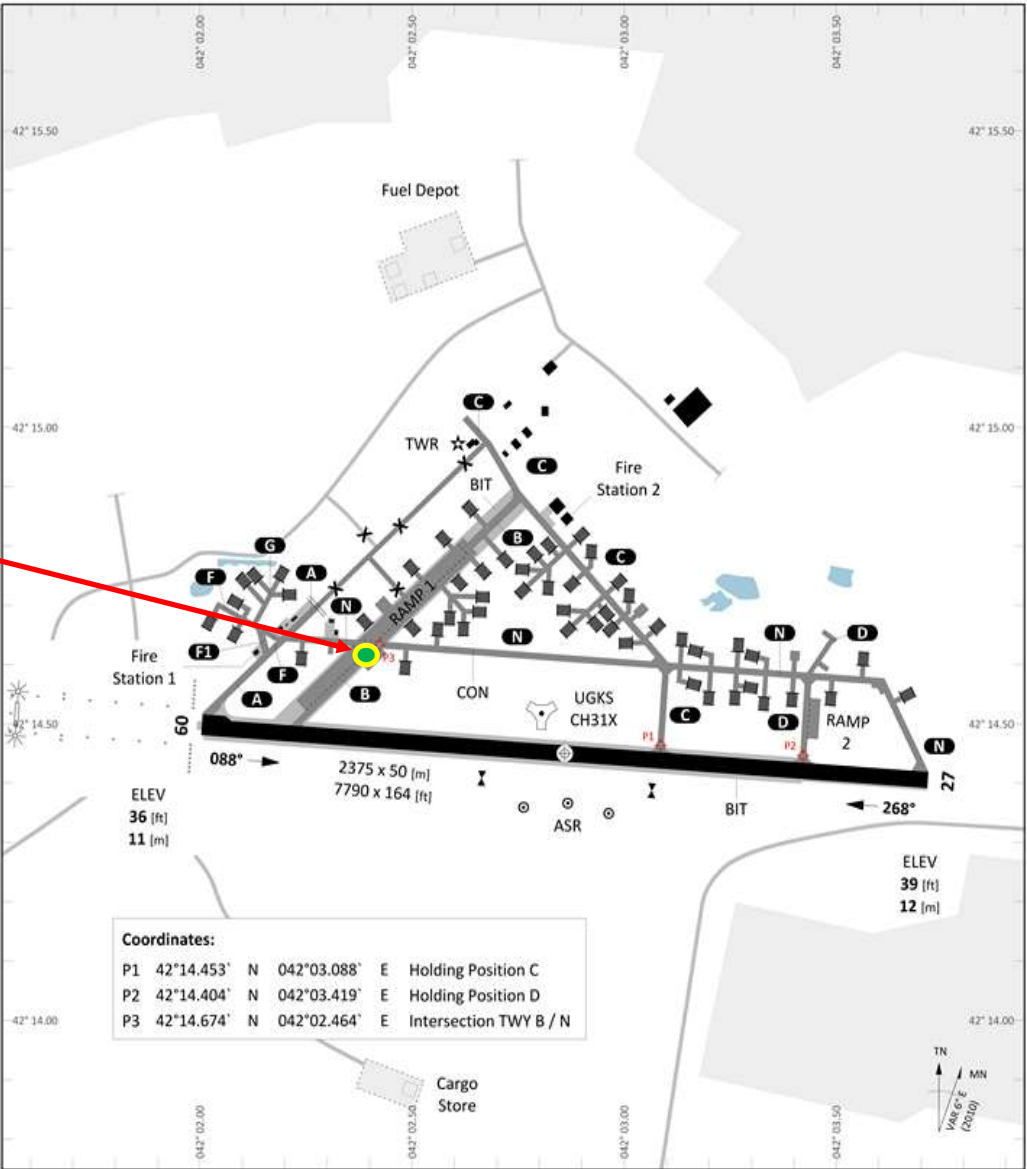 042° 02.00
042° 02.50
042° 03.00
042° 03.50
42° 15.50
42° 15.50
Fuel Depot
C
42° 15.00
42° 15.00
TWR
C
Fire
Station 2
BIT
B
C
G
A
F
N
RAMP 1
N
N
D
F1
P3
Fire
Station 1
F
A
B
CON
UGKS
CH31X
C
D
RAMP
2
42° 14.50
42° 14.50
P1
P2
N
09
27
088°
2375 x 50 [m]
7790 x 164 [ft]
BIT
268°
ELEV
36 [ft]
11 [m]
ASR
ELEV
39 [ft]
12 [m]
Coordinates:
P1 42°14.453` N 042°03.088` E Holding Position C
P2 42°14.404` N 042°03.419` E Holding Position D
P3 42°14.674` N 042°02.464` E Intersection TWY B / N
42° 14.00
42° 14.00
Cargo
Store
TN
MN
VAR 6° E
(2010)
042° 02.00
042° 02.50
042° 03.00
042° 03.50